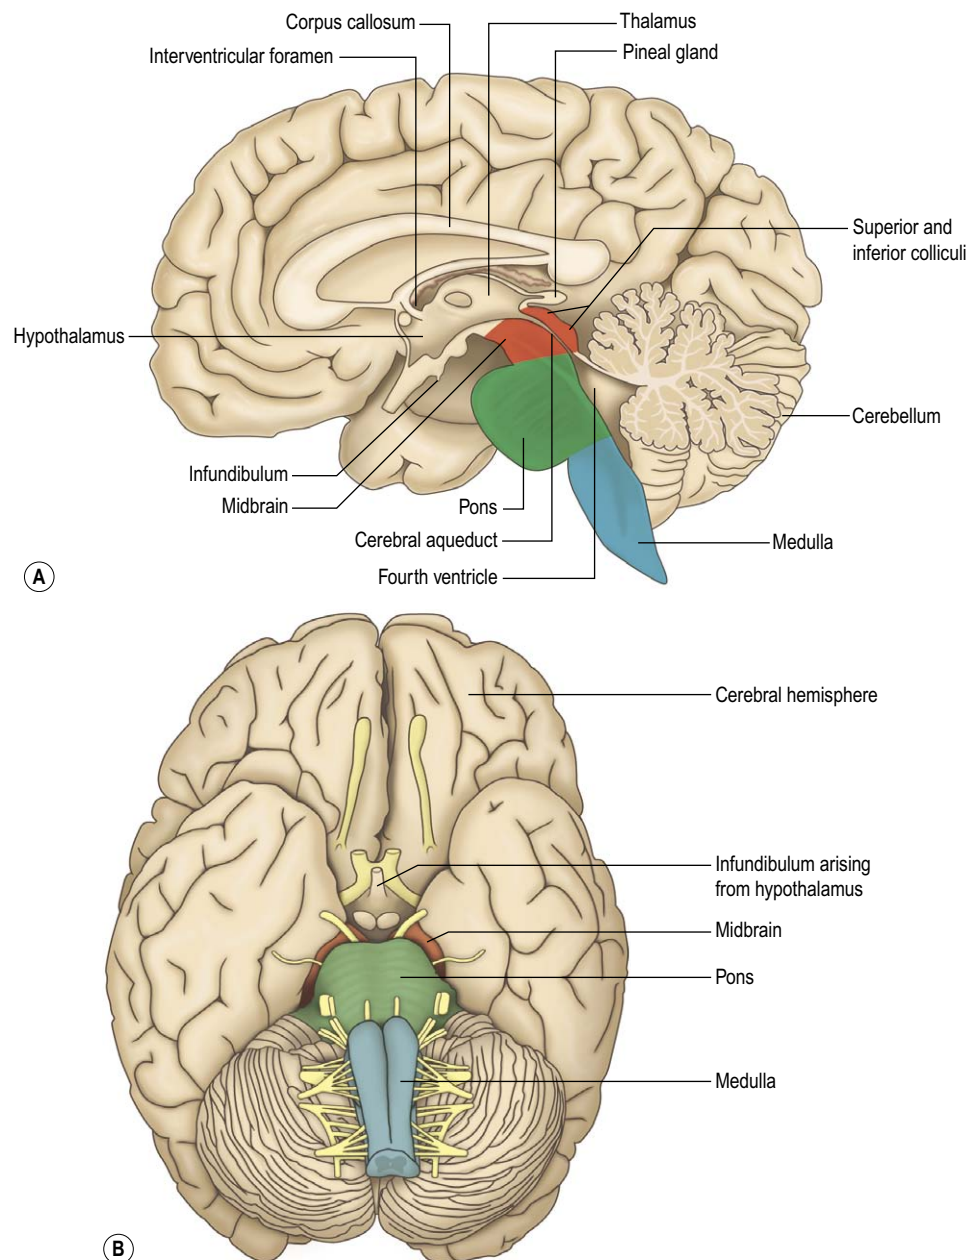 Corpus callosum
Thalamus
Interventricular foramen
Pineal gland
Superior and
inferior colliculi
Hypothalamus
Cerebellum
Infundibulum
Midbrain
Pons
Cerebral aqueduct
Medulla
Fourth ventricle
A
Cerebral hemisphere
Infundibulum arising
from hypothalamus
Midbrain
Pons
Medulla
B